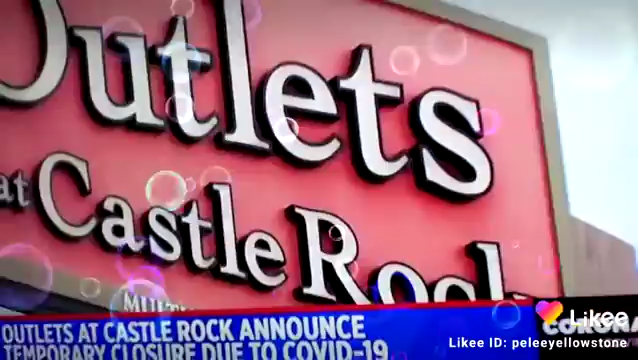 Outlets
at Castle Rock
OUTLETS AT CASTLE ROCK ANNOUNCE
TEMPORARY CLOSURE DUE TO COVID-19
Likee
Likee ID: peleeyellowstone